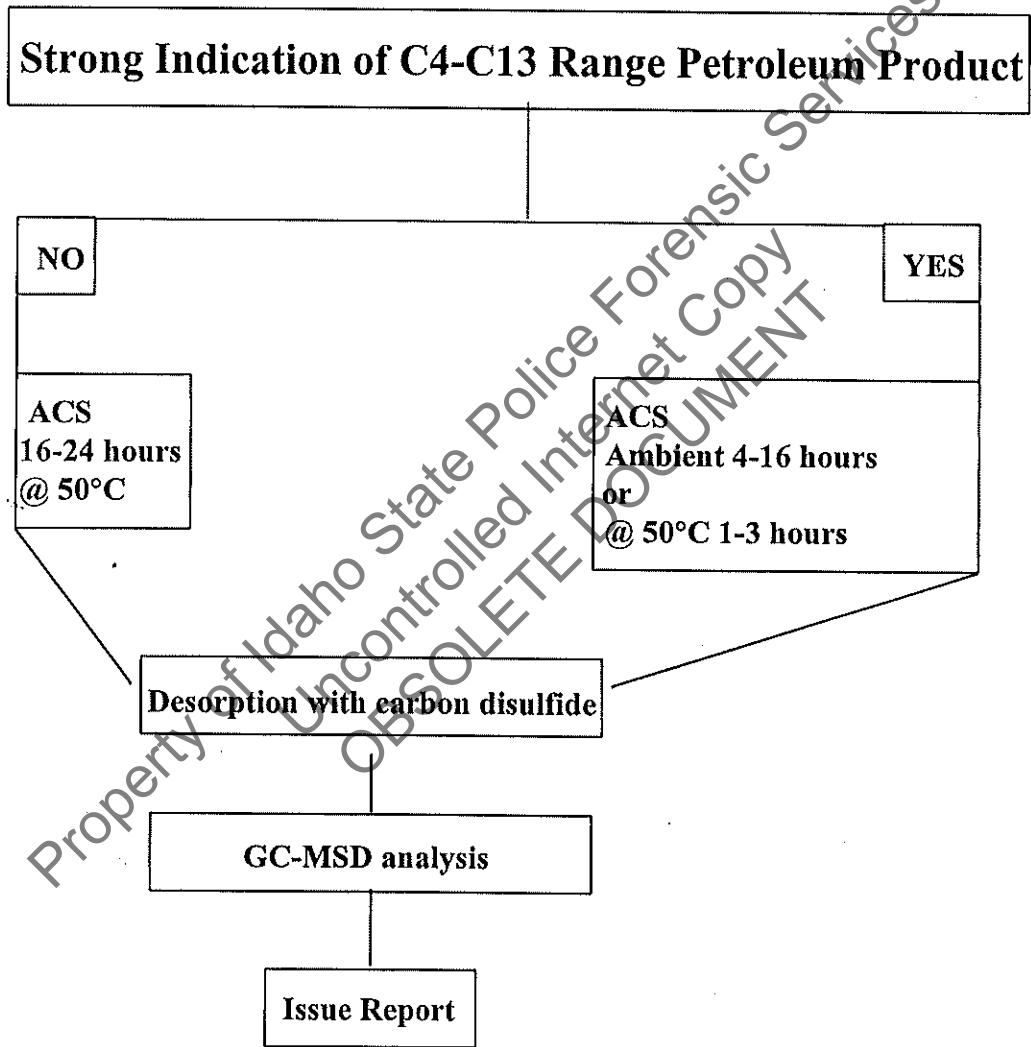 Strong Indication of C4-C13 Range Petroleum Product
NO
YES
ACS
16-24 hours
@ 50°C
ACS
Ambient 4-16 hours
or
@ 50°C 1-3 hours
Desorption with carbon disulfide
GC-MSD analysis
Issue Report
Property of Idaho State Police Forensic Services
Uncontrolled Internet Copy
OBSOLETE DOCUMENT